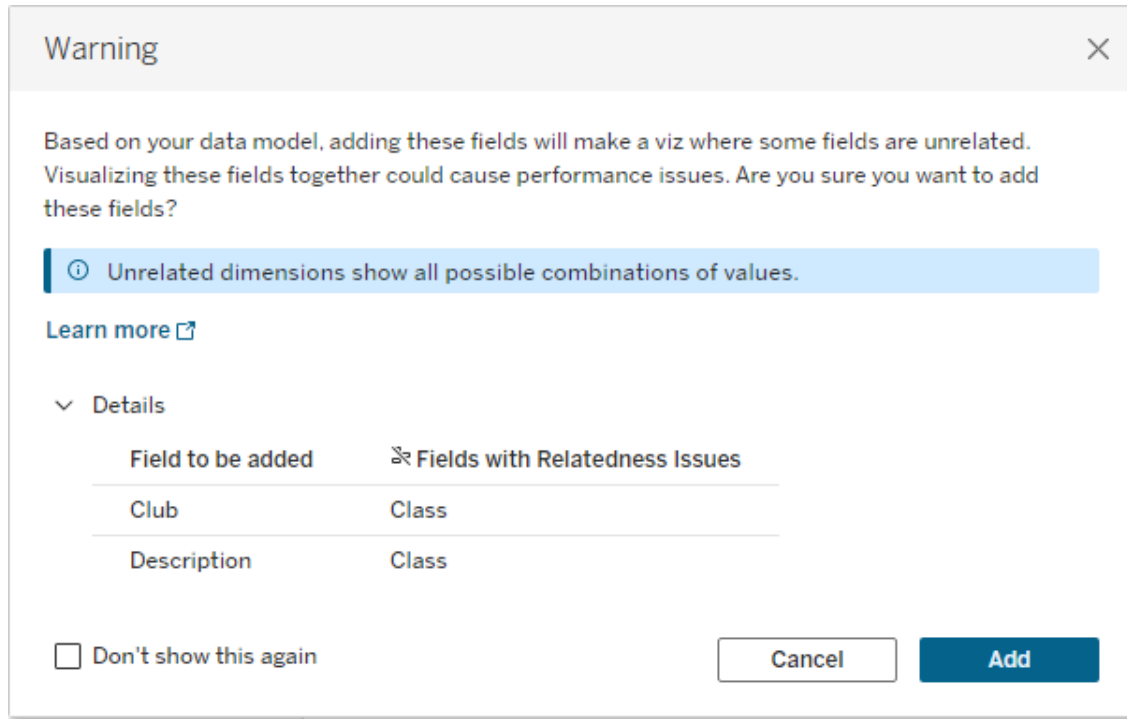 Warning
Based on your data model, adding these fields will make a viz where some fields are unrelated.
Visualizing these fields together could cause performance issues. Are you sure you want to add
these fields?
Unrelated dimensions show all possible combinations of values.
Learn more
Details
Field to be added Fields with Relatedness Issues
Club Class
Description Class
Don't show this again Cancel Add